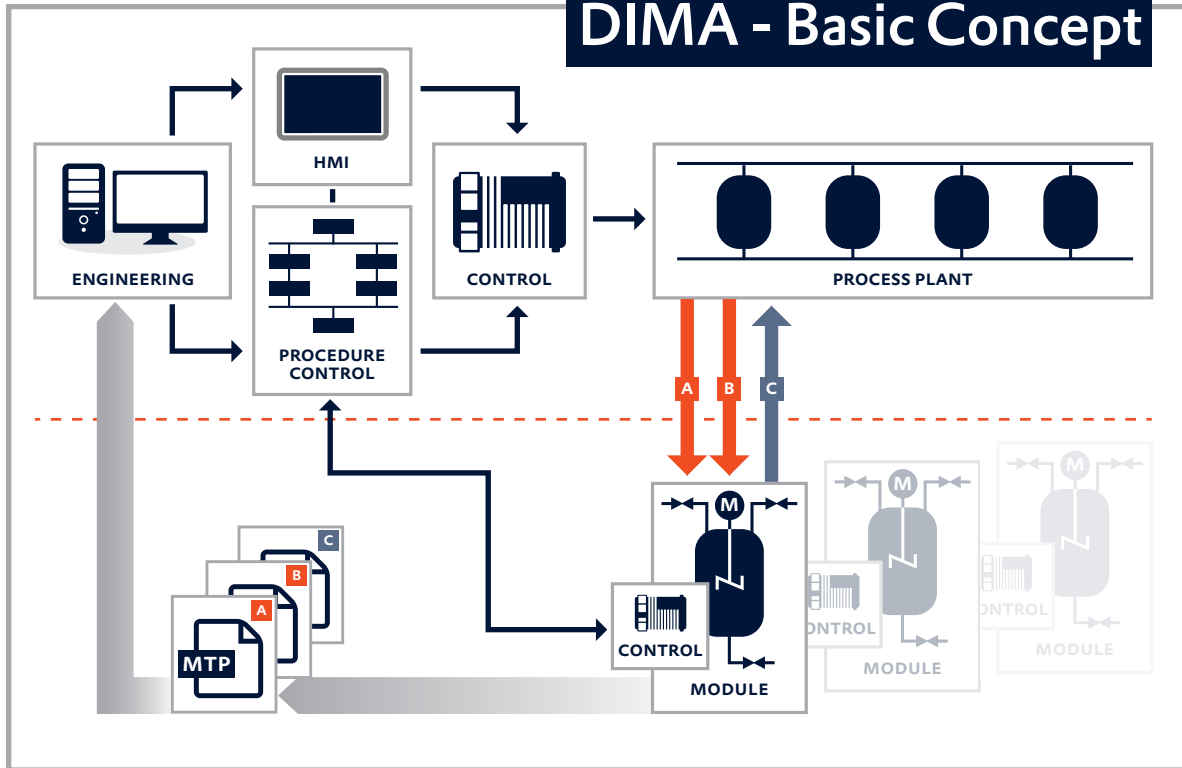 DIMA - Basic Concept
HMI
ENGINEERING
PROCEDURE
CONTROL
CONTROL
PROCESS PLANT
A
B
C
C
B
A
MTP
M
CONTROL
MODULE
M
ONTROL
MODULE
M
ONTROL
MODULE